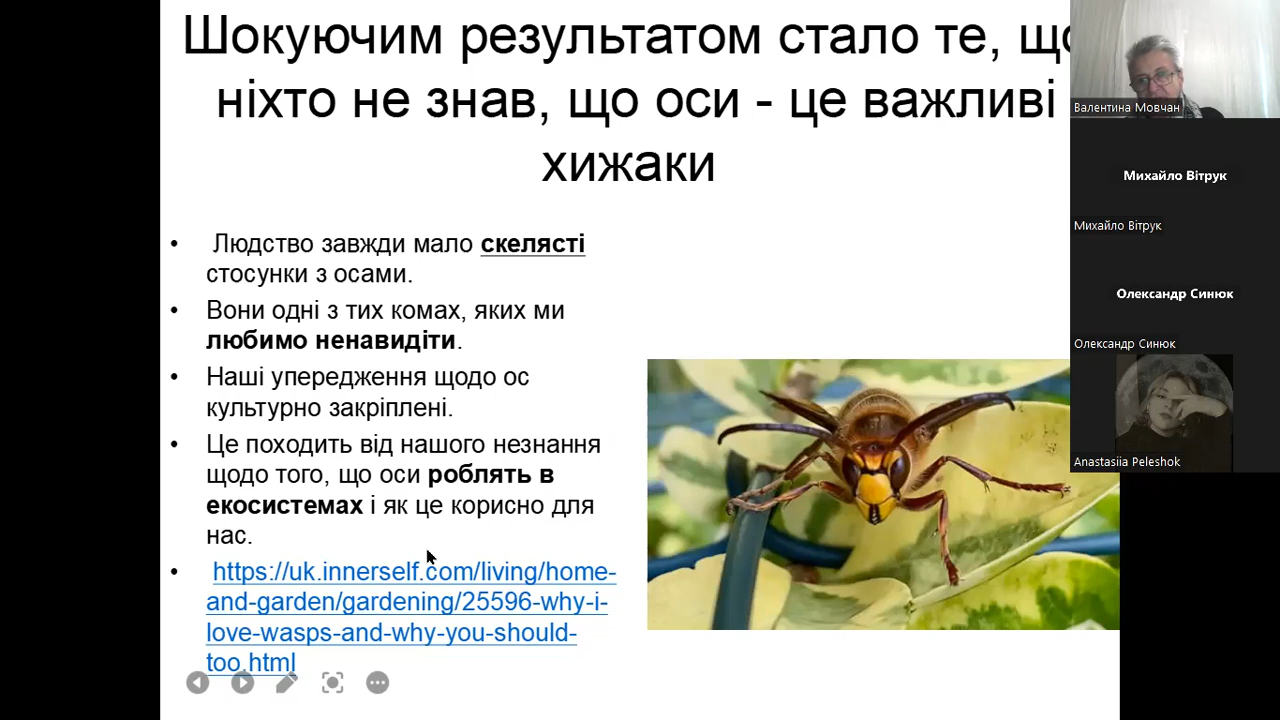 Шокуючим результатом стало те, що
ніхто не знав, що оси - це важливі
хижаки
• Людство завжди мало скелясті
стосунки з осами.
• Вони одні з тих комах, яких ми
любимо ненавидіти.
• Наші упередження щодо ос
культурно закріплені.
• Це походить від нашого незнання
щодо того, що оси роблять в
екосистемах і як це корисно для
нас.
• https://uk.innerself.com/living/home-
and-garden/gardening/25596-why-i-
love-wasps-and-why-you-should-
too.html
Валентина Мовчан
Михайло Вітрук
Михайло Вітрук
Олександр Синюк
Олександр Синюк
Anastasiia Peleshok